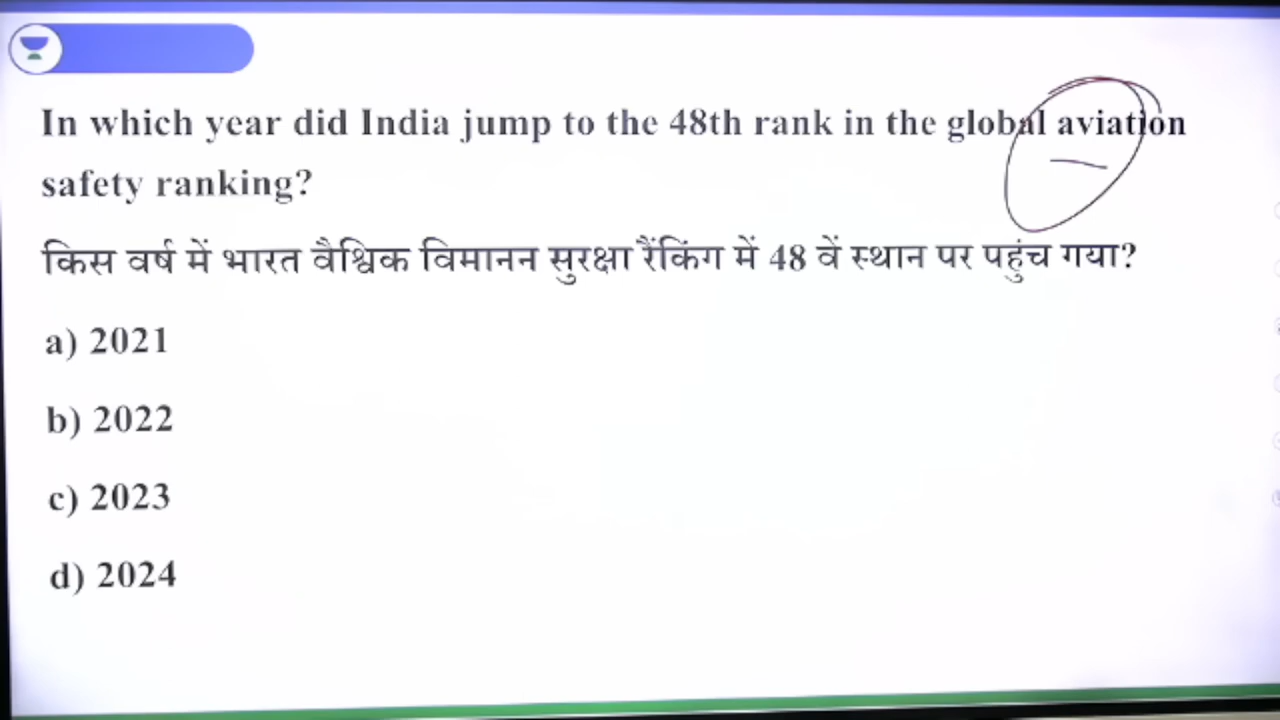 In which year did India jump to the 48th rank in the global aviation
safety ranking?
किस वर्ष में भारत वैश्विक विमानन सुरक्षा रैंकिंग में 48 वें स्थान पर पहुंच गया?
a) 2021
b) 2022
c) 2023
d) 2024